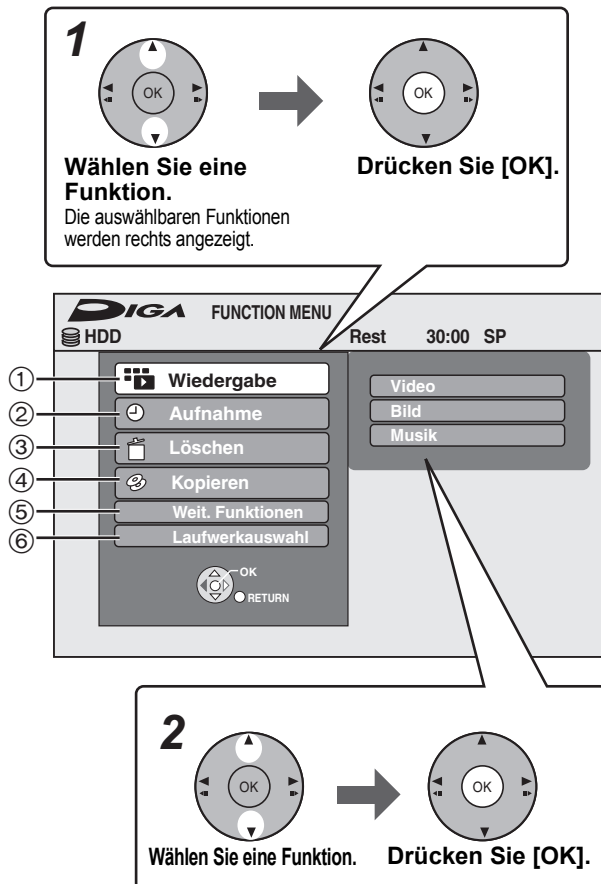 1
OK
OK
Wählen Sie eine
Funktion.
Die auswählbaren Funktionen
werden rechts angezeigt.
Drücken Sie [OK].
DIGA FUNCTION MENU
HDD Rest 30:00 SP
① Wiedergabe
② Aufnahme
③ Löschen
④ Kopieren
⑤ Weit. Funktionen
⑥ Laufwerkauswahl
OK
RETURN
Video
Bild
Musik
2
OK
OK
Wählen Sie eine Funktion.
Drücken Sie [OK].